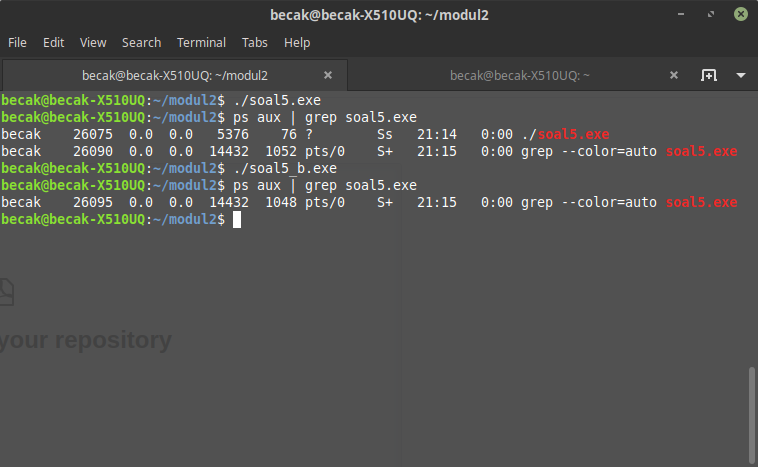 becak@becak-X510UQ: ~/modul2
File Edit View Search Terminal Tabs Help
becak@becak-X510UQ: ~/modul2 × becak@becak-X510UQ: ~ ×
becak@becak-X510UQ:~/modul2$ ./soal5.exe
becak@becak-X510UQ:~/modul2$ ps aux | grep soal5.exe
becak    26075  0.0  0.0   5376    76 ?        Ss   21:14   0:00 ./soal5.exe
becak    26090  0.0  0.0  14432  1052 pts/0    S+   21:15   0:00 grep --color=auto soal5.exe
becak@becak-X510UQ:~/modul2$ ./soal5_b.exe
becak@becak-X510UQ:~/modul2$ ps aux | grep soal5.exe
becak    26095  0.0  0.0  14432  1048 pts/0    S+   21:15   0:00 grep --color=auto soal5.exe
becak@becak-X510UQ:~/modul2$
your repository